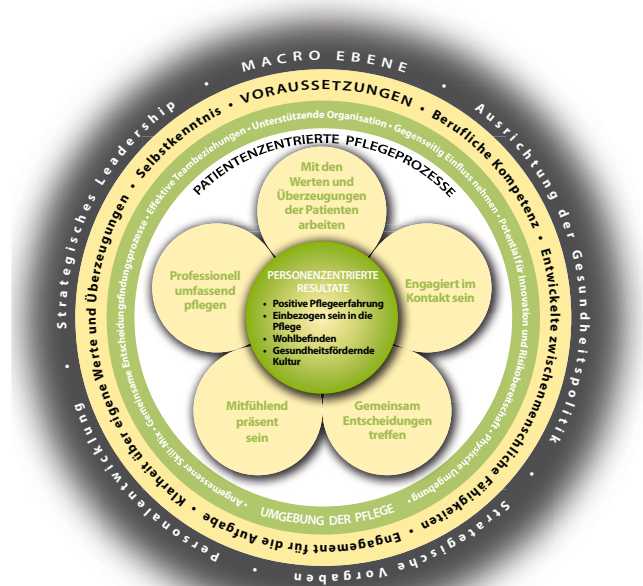 MACRO EBENE • Ausrichtung der Gesundheitspolitik • Strategische Vorgaben • Personalentwicklung • Strategisches Leadership •
VORAUSSETZUNGEN • Berufliche Kompetenz • Entwickelte zwischenmenschliche Fähigkeiten • Engagement für die Aufgabe • Klarheit über eigene Werte und Überzeugungen • Selbstkenntnis •
Unterstützende Organisation • Gegenseitig Einfluss nehmen • Potential für Innovation und Risikobereitschaft • Physische Umgebung •
UMGEBUNG DER PFLEGE
• Angemessener Skill-Mix • Gemeinsame Entscheidungsfindungsprozesse • Effektive Teambeziehungen •
PATIENTENZENTRIERTE PFLEGEPROZESSE
Mit den
Werten und
Überzeugungen
der Patienten
arbeiten
Professionell
umfassend
pflegen
Engagiert im
Kontakt sein
PERSONENZENTRIERTE
RESULTATE
• Positive Pflegeerfahrung
• Einbezogen sein in die
Pflege
• Wohlbefinden
• Gesundheitsfördernde
Kultur
Mitfühlend
präsent
sein
Gemeinsam
Entscheidungen
treffen